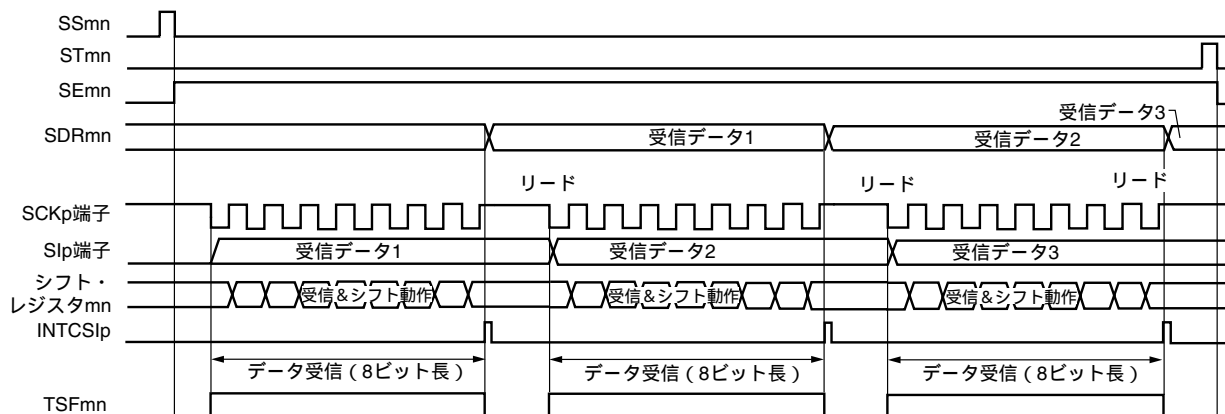 SSmn
STmn
SEmn
受信データ3
SDRmn
受信データ1
受信データ2
リード
リード
リード
SCKp端子
SIp端子
受信データ1
受信データ2
受信データ3
シフト・
レジスタmn
受信&シフト動作
受信&シフト動作
受信&シフト動作
INTCSIp
データ受信(8ビット長)
データ受信(8ビット長)
データ受信(8ビット長)
TSFmn